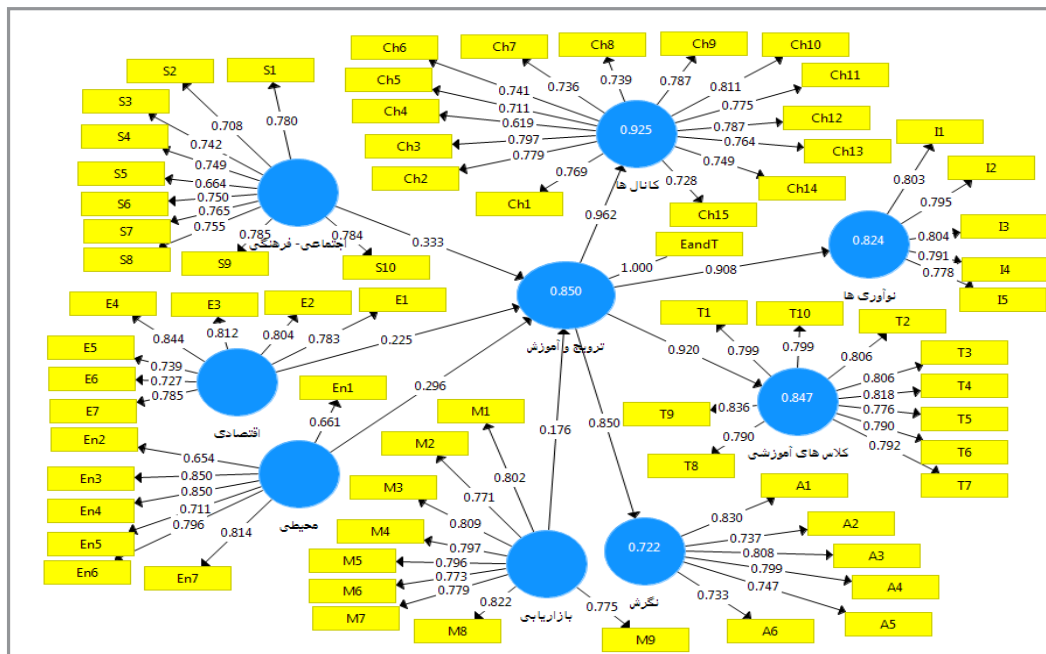 Ch6
Ch7
Ch8
Ch9
Ch10
Ch5
Ch11
Ch4
Ch12
Ch3
Ch13
Ch2
Ch14
Ch1
Ch15
0.741
0.736
0.739
0.787
0.811
0.711
0.775
0.619
0.787
0.797
0.764
0.779
0.749
0.769
0.728
0.925
کانال ها
S2
S1
S3
S4
S5
S6
S7
S8
S9
S10
0.708
0.780
0.742
0.749
0.664
0.750
0.765
0.755
0.785
0.784
اجتماعی- فرهنگی
0.333
0.962
EandT
1.000
0.908
0.850
ترویج و آموزش
I1
I2
I3
I4
I5
0.803
0.795
0.804
0.791
0.778
0.824
نوآوری ها
E4
E3
E2
E1
E5
E6
E7
0.844
0.812
0.804
0.783
0.739
0.727
0.785
اقتصادی
0.225
0.296
0.176
0.850
0.920
T1
T10
T2
T3
T4
T5
T6
T7
T8
T9
0.799
0.799
0.806
0.806
0.818
0.776
0.790
0.792
0.790
0.836
0.847
کلاس های آموزشی
En1
En2
En3
En4
En5
En6
En7
0.661
0.654
0.850
0.850
0.711
0.796
0.814
محیطی
M1
M2
M3
M4
M5
M6
M7
M8
M9
0.802
0.771
0.809
0.797
0.796
0.773
0.779
0.822
0.775
بازاریابی
A1
A2
A3
A4
A5
A6
0.830
0.737
0.808
0.799
0.747
0.733
0.722
نگرش